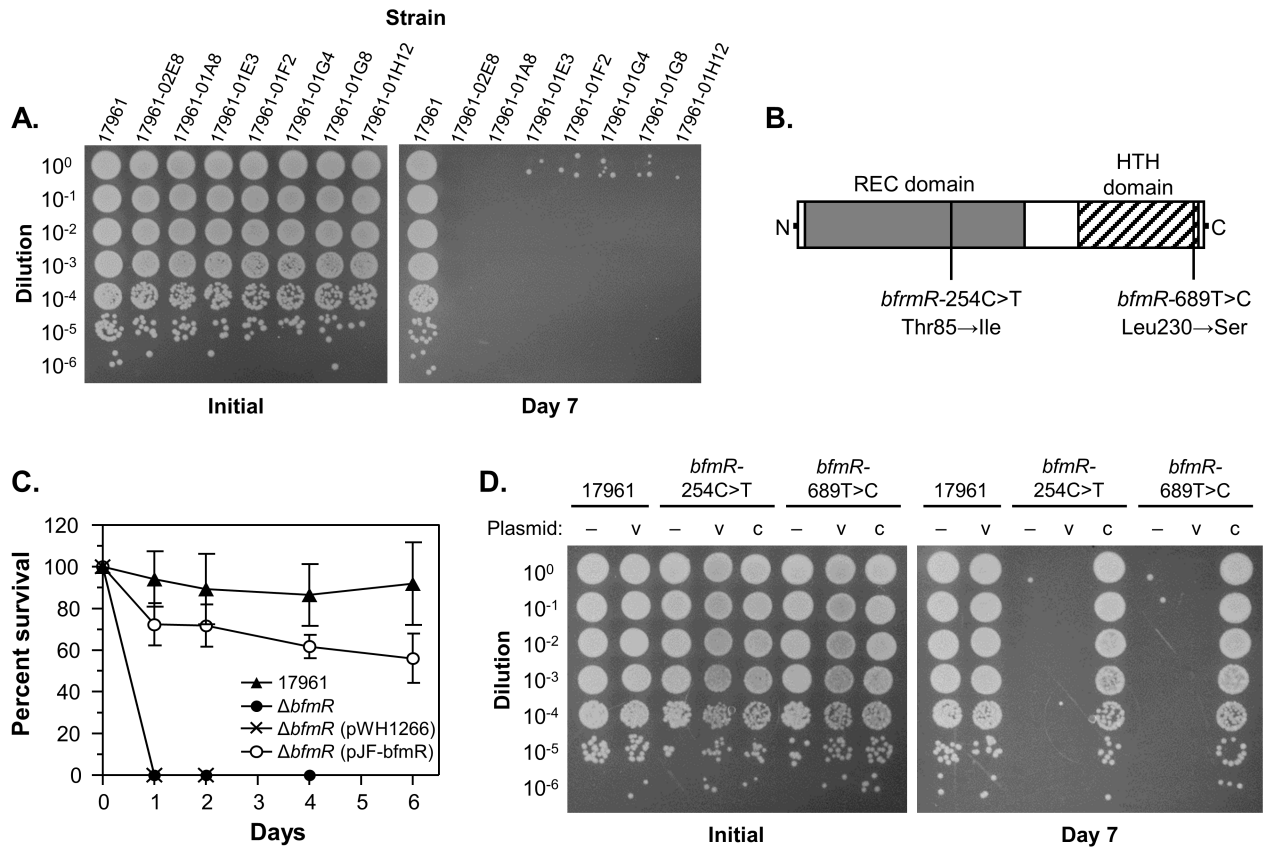 Strain
A.
17961
17961-02E8
17961-01A8
17961-01E3
17961-01F2
17961-01G4
17961-01G8
17961-01H12
17961
17961-02E8
17961-01A8
17961-01E3
17961-01F2
17961-01G4
17961-01G8
17961-01H12
Dilution
10⁰
10⁻¹
10⁻²
10⁻³
10⁻⁴
10⁻⁵
10⁻⁶
Initial
Day 7
B.
REC domain
HTH
domain
N
C
bfrmR-254C>T
Thr85→Ile
bfmR-689T>C
Leu230→Ser
C.
Percent survival
120
100
80
60
40
20
0
0 1 2 3 4 5 6
Days
17961
ΔbfmR
ΔbfmR (pWH1266)
ΔbfmR (pJF-bfmR)
D.
17961
bfmR-
254C>T
bfmR-
689T>C
17961
bfmR-
254C>T
bfmR-
689T>C
Plasmid: – v – v c – v c – v – v c – v c
Dilution
10⁰
10⁻¹
10⁻²
10⁻³
10⁻⁴
10⁻⁵
10⁻⁶
Initial
Day 7